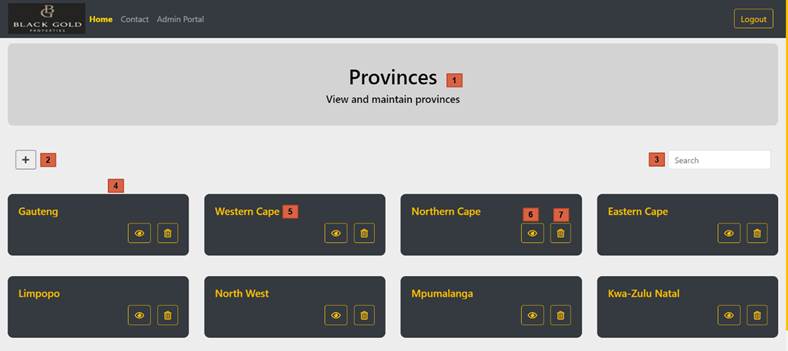 BLACK GOLD
PROPERTIES
Home Contact Admin Portal Logout
Provinces 1
View and maintain provinces
+ 2 3 Search
4
Gauteng Western Cape 5 Northern Cape Eastern Cape
6 7
Limpopo North West Mpumalanga Kwa-Zulu Natal